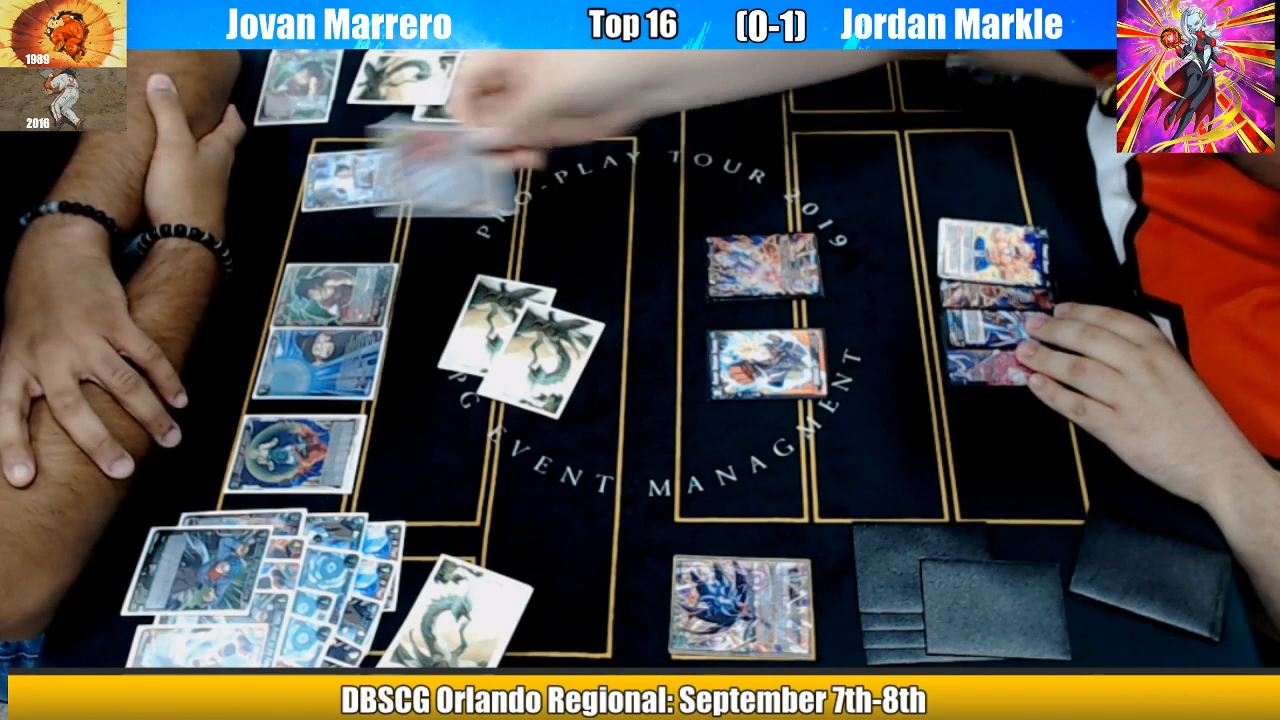 Jovan Marrero
Top 16
(0-1)
Jordan Markle
1989
2016
PRO-PLAY TOUR 2019
EVENT MANAGMENT
DBSCG Orlando Regional: September 7th-8th